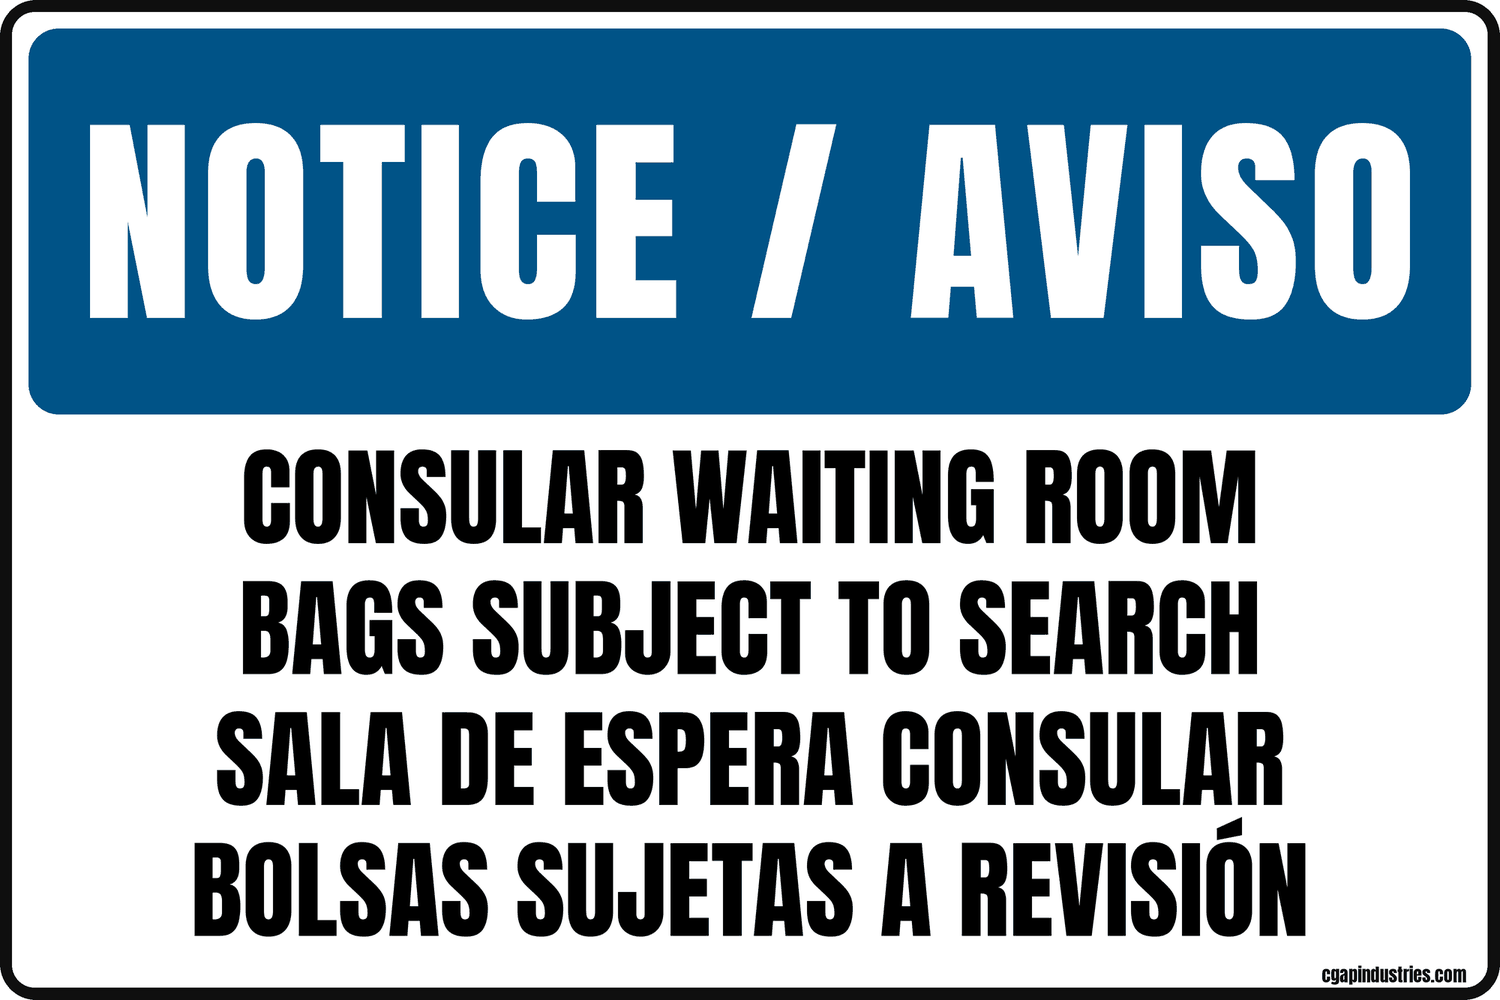 NOTICE / AVISO
CONSULAR WAITING ROOM
BAGS SUBJECT TO SEARCH
SALA DE ESPERA CONSULAR
BOLSAS SUJETAS A REVISIÓN
cgapindustries.com